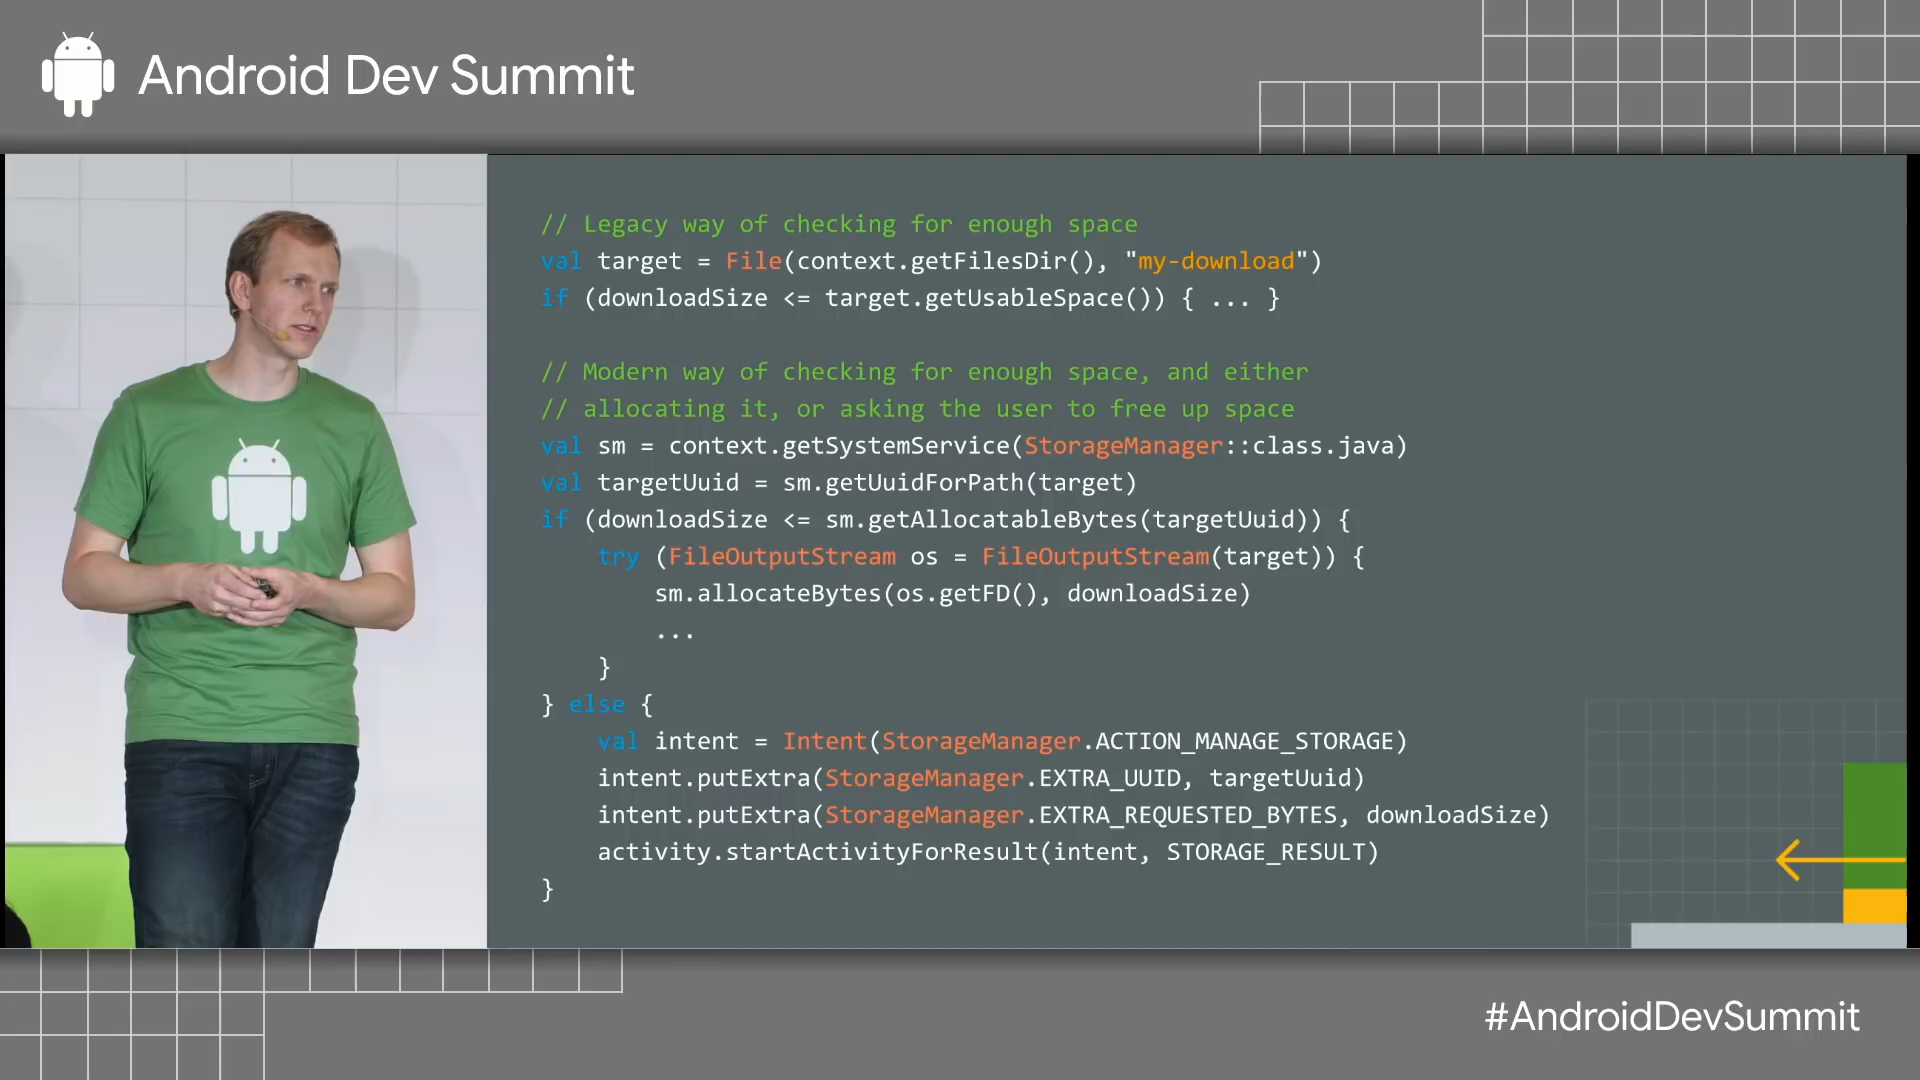 Android Dev Summit
// Legacy way of checking for enough space
val target = File(context.getFilesDir(), "my-download")
if (downloadSize <= target.getUsableSpace()) { ... }
// Modern way of checking for enough space, and either
// allocating it, or asking the user to free up space
val sm = context.getSystemService(StorageManager::class.java)
val targetUuid = sm.getUuidForPath(target)
if (downloadSize <= sm.getAllocatableBytes(targetUuid)) {
    try (FileOutputStream os = FileOutputStream(target)) {
        sm.allocateBytes(os.getFD(), downloadSize)
        ...
    }
} else {
    val intent = Intent(StorageManager.ACTION_MANAGE_STORAGE)
    intent.putExtra(StorageManager.EXTRA_UUID, targetUuid)
    intent.putExtra(StorageManager.EXTRA_REQUESTED_BYTES, downloadSize)
    activity.startActivityForResult(intent, STORAGE_RESULT)
}
#AndroidDevSummit